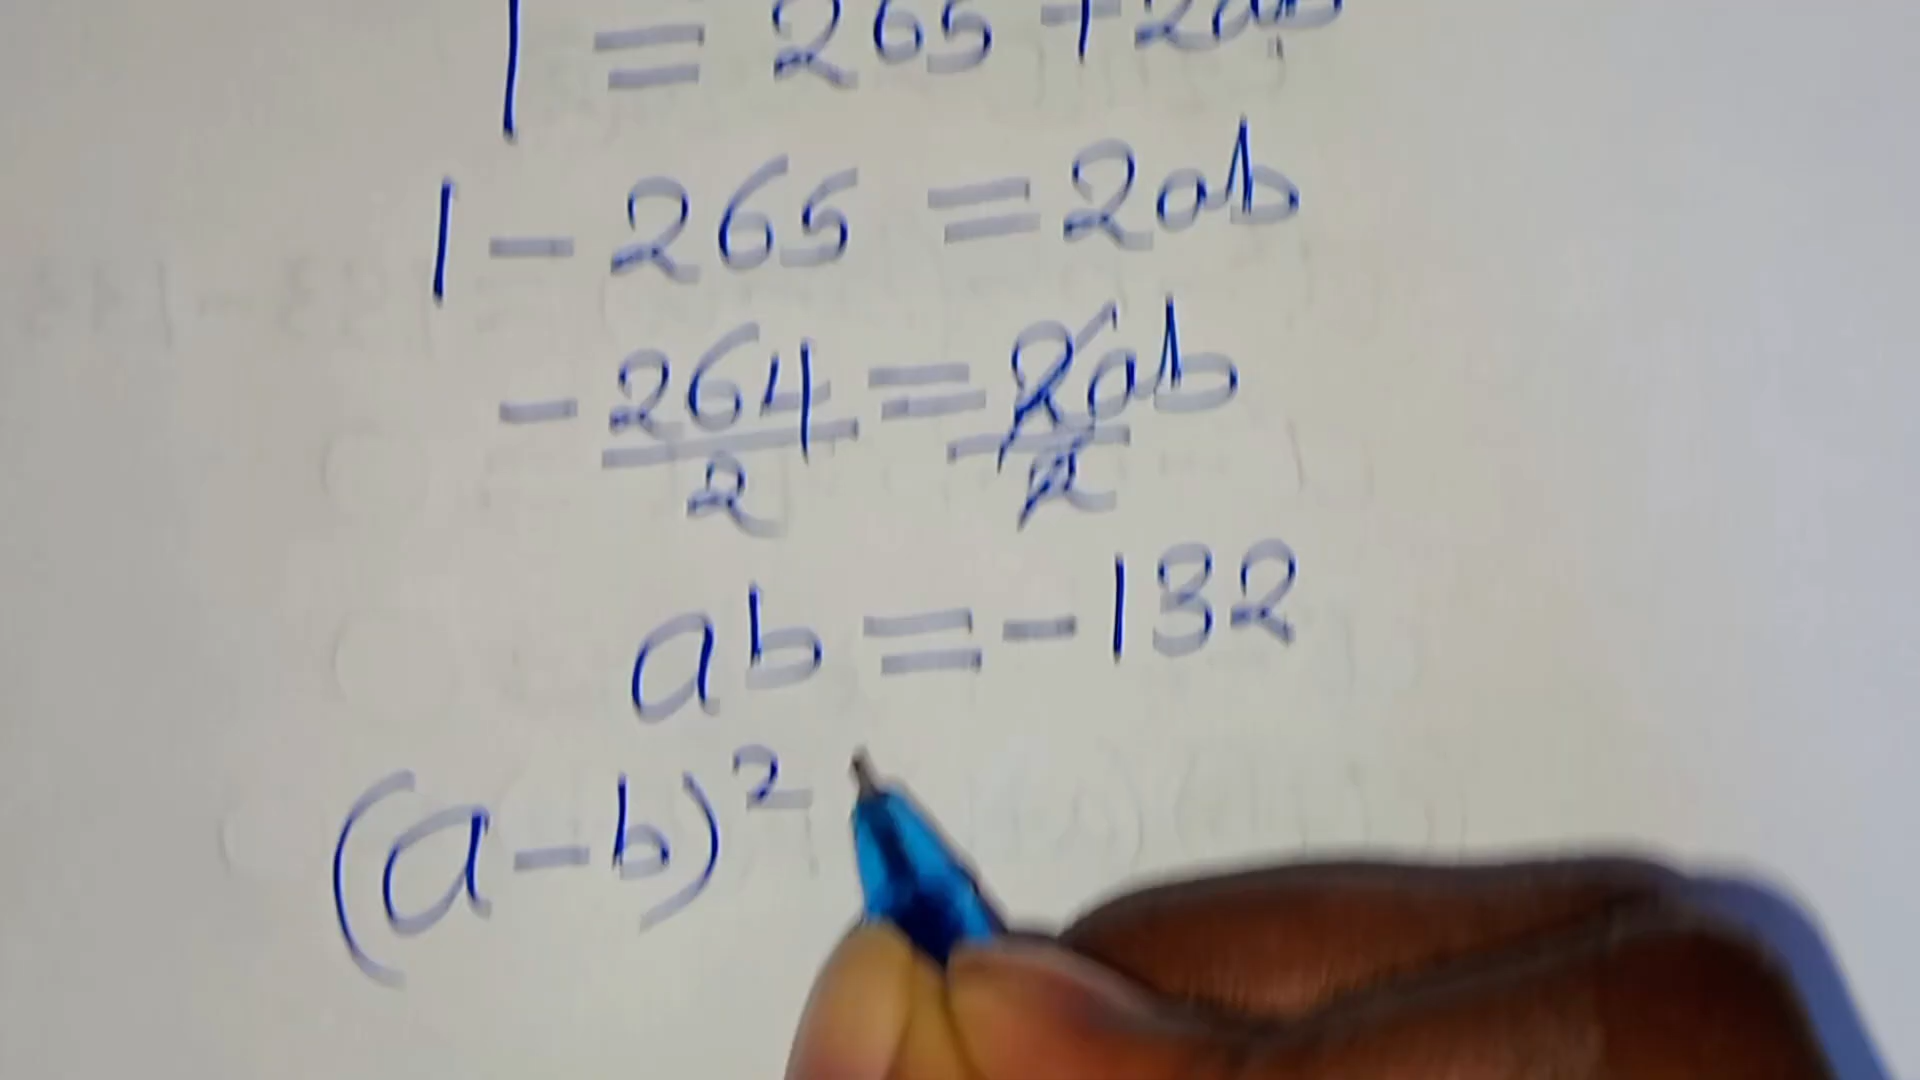 1 = 265 + 2ab
1 - 265 = 2ab
- 264/2 = 2ab/2
ab = - 132
(a - b)²